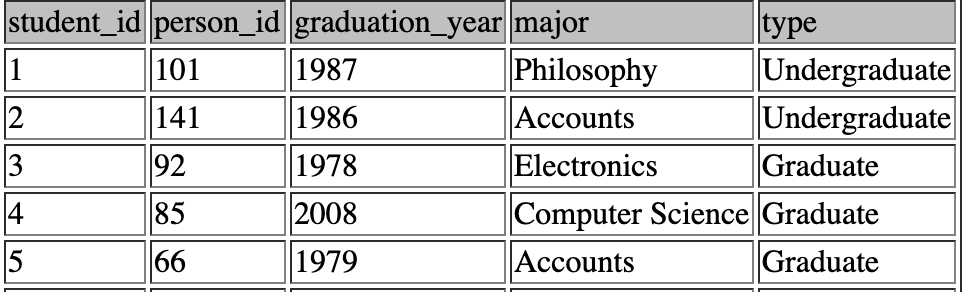 student_id person_id graduation_year major type
1 101 1987 Philosophy Undergraduate
2 141 1986 Accounts Undergraduate
3 92 1978 Electronics Graduate
4 85 2008 Computer Science Graduate
5 66 1979 Accounts Graduate